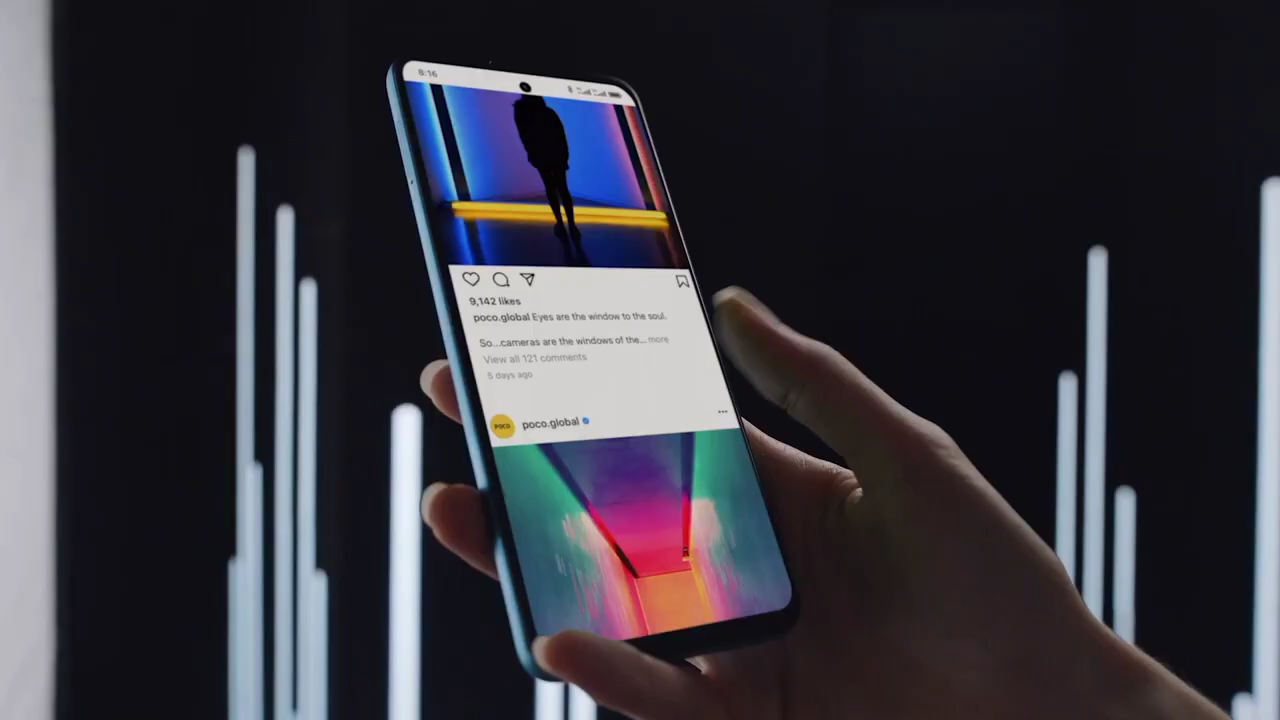 8:16
9,142 likes
poco.global Eyes are the window to the soul.
So...cameras are the windows of the... more
View all 121 comments
5 days ago
POCO
poco.global